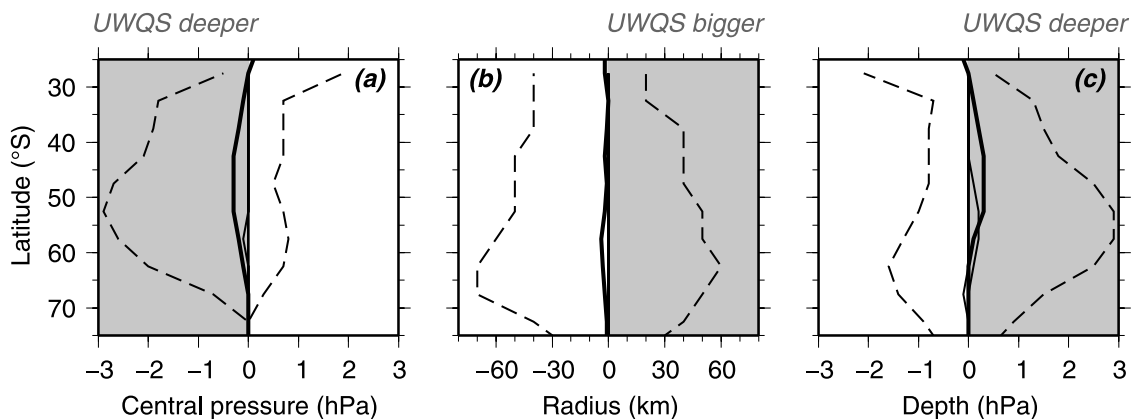 UWQS deeper UWQS bigger UWQS deeper
(a) (b) (c)
30
40
50
60
70
Latitude (°S)
−3 −2 −1 0 1 2 3 −60 −30 0 30 60 −3 −2 −1 0 1 2 3
Central pressure (hPa) Radius (km) Depth (hPa)